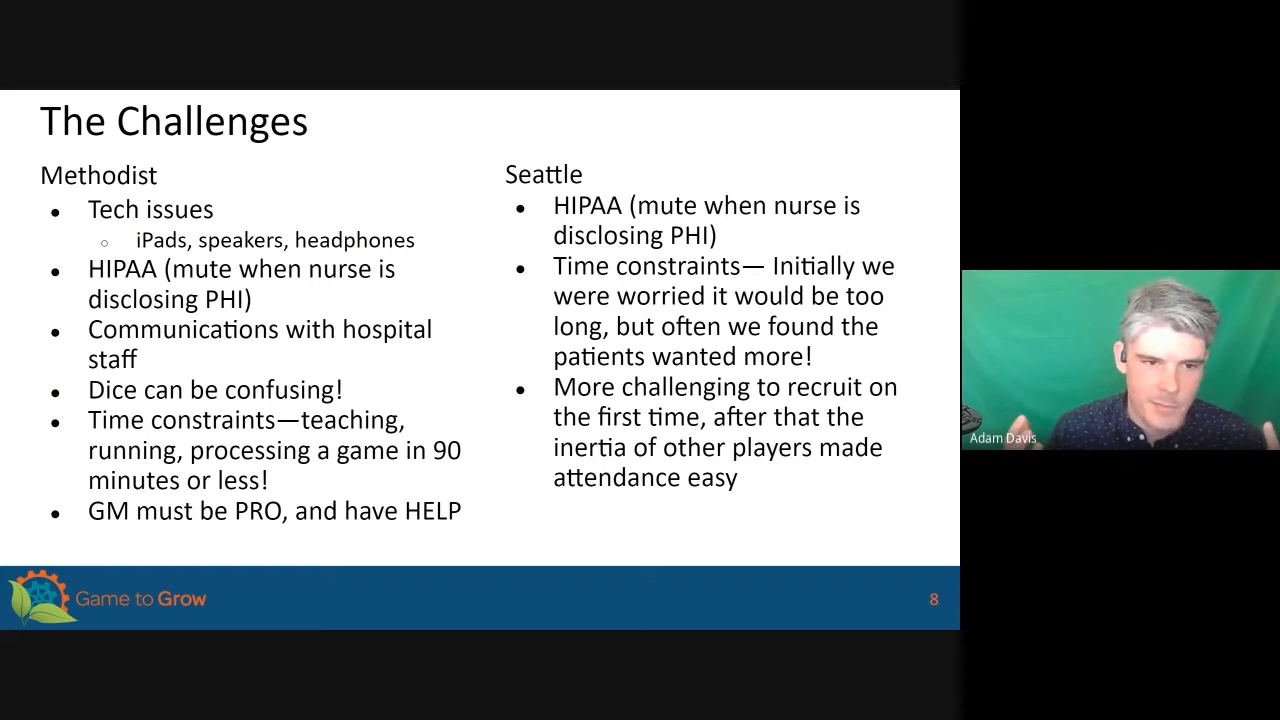 The Challenges
Methodist
● Tech issues
○ iPads, speakers, headphones
● HIPAA (mute when nurse is
disclosing PHI)
● Communications with hospital
staff
● Dice can be confusing!
● Time constraints—teaching,
running, processing a game in 90
minutes or less!
● GM must be PRO, and have HELP
Seattle
● HIPAA (mute when nurse is
disclosing PHI)
● Time constraints— Initially we
were worried it would be too
long, but often we found the
patients wanted more!
● More challenging to recruit on
the first time, after that the
inertia of other players made
attendance easy
Game to Grow
8
Adam Davis